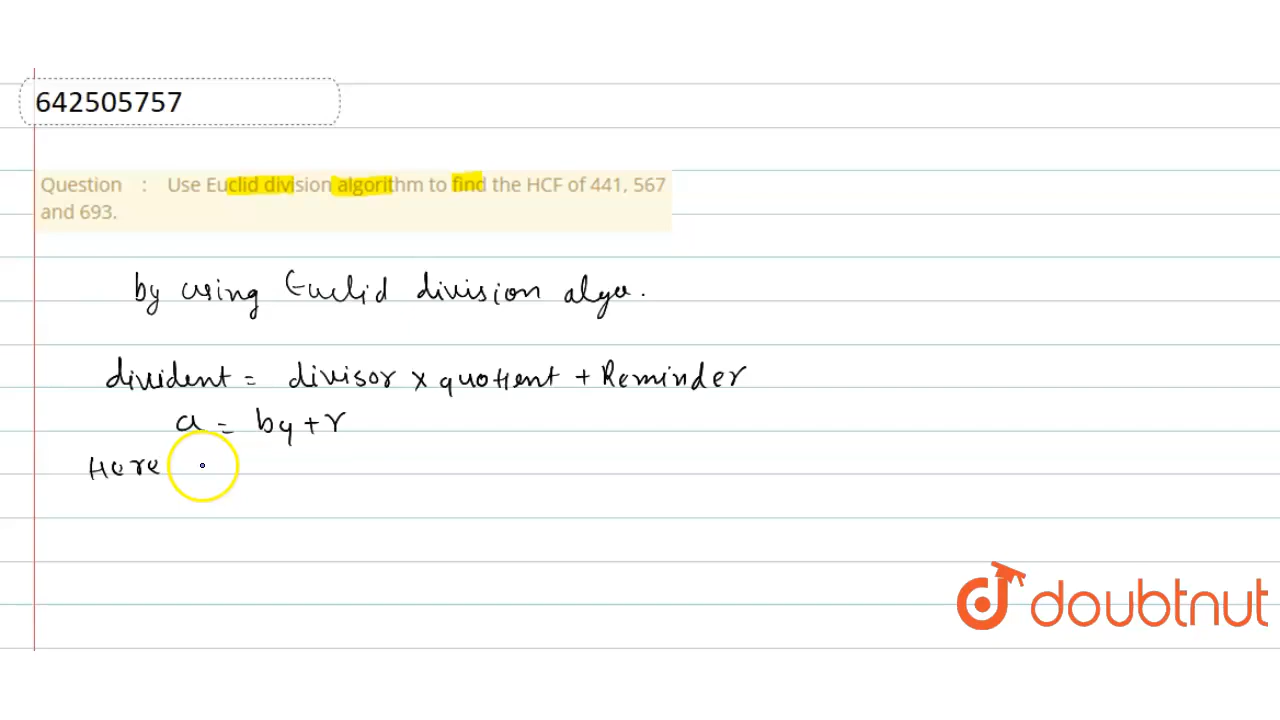 642505757
Question : Use Euclid division algorithm to find the HCF of 441, 567
and 693.
by using Euclid division algo.
divident = divisor x quotient + Reminder
a = bq + r
Here
doubtnut